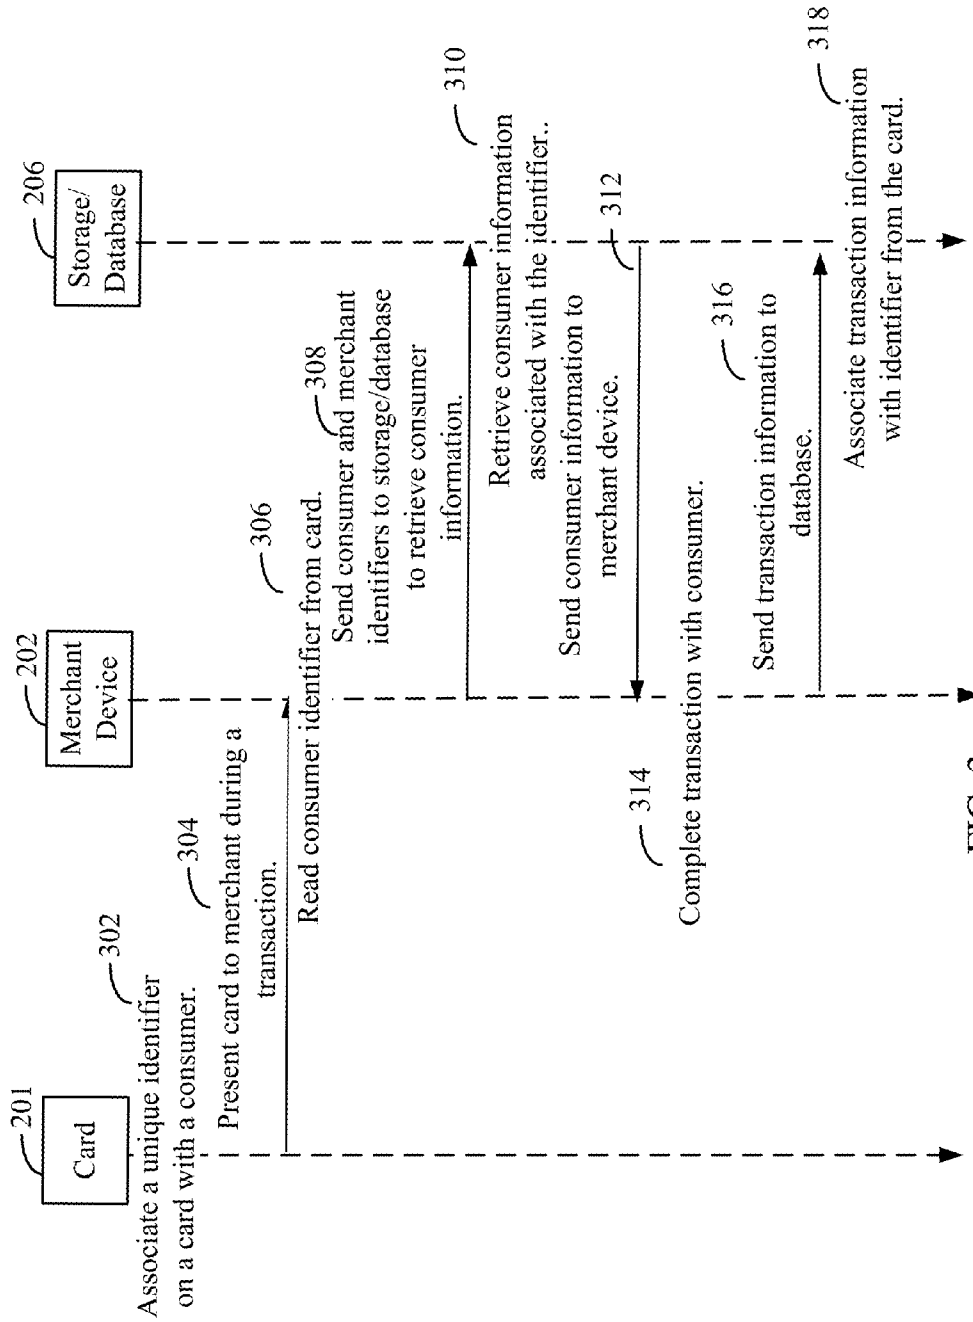 201
Card
202
Merchant
Device
206
Storage/
Database
302
Associate a unique identifier
on a card with a consumer.
304
Present card to merchant during a
transaction.
306
Read consumer identifier from card.
308
Send consumer and merchant
identifiers to storage/database
to retrieve consumer
information.
310
Retrieve consumer information
associated with the identifier..
312
Send consumer information to
merchant device.
314
Complete transaction with consumer.
316
Send transaction information to
database.
318
Associate transaction information
with identifier from the card.